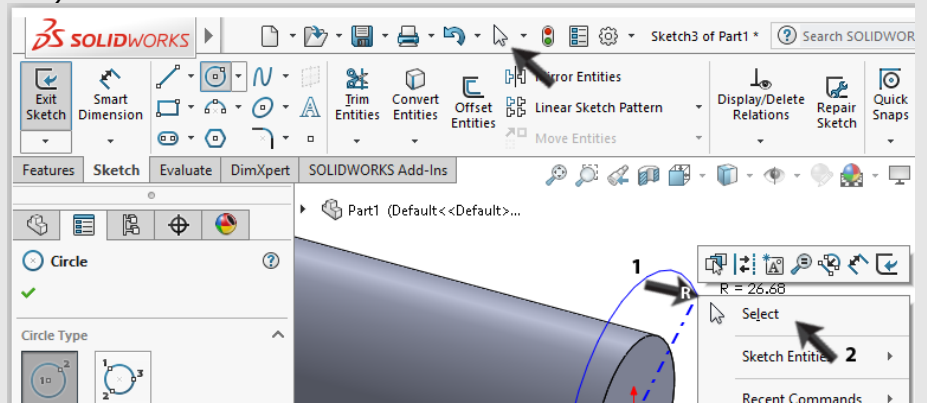 SOLIDWORKS
Sketch3 of Part1 *
Search SOLIDWOR
Exit Sketch
Smart Dimension
Trim Entities
Convert Entities
Offset Entities
Mirror Entities
Linear Sketch Pattern
Move Entities
Display/Delete Relations
Repair Sketch
Quick Snaps
Features Sketch Evaluate DimXpert SOLIDWORKS Add-Ins
Part1 (Default<<Default>...
Circle
Circle Type
1
R
R = 26.68
Select
Sketch Entities
2
Recent Commands